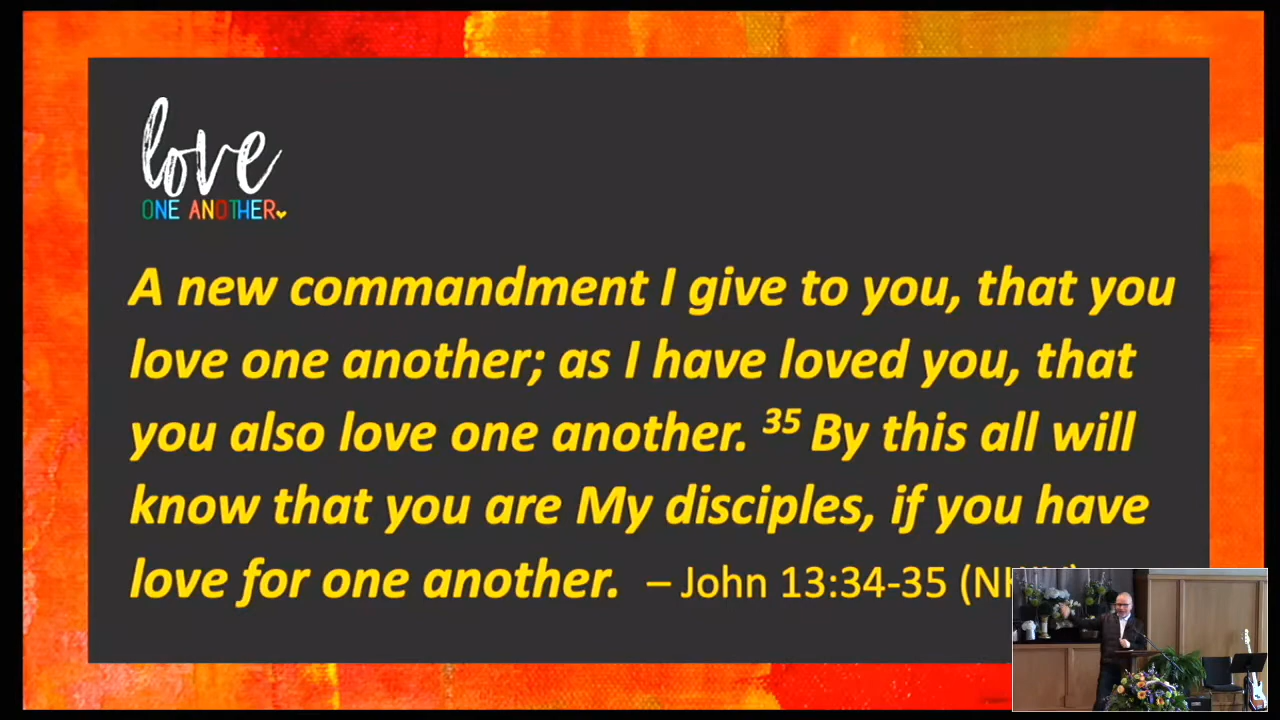 love
ONE ANOTHER
A new commandment I give to you, that you
love one another; as I have loved you, that
you also love one another. ³⁵ By this all will
know that you are My disciples, if you have
love for one another. – John 13:34-35